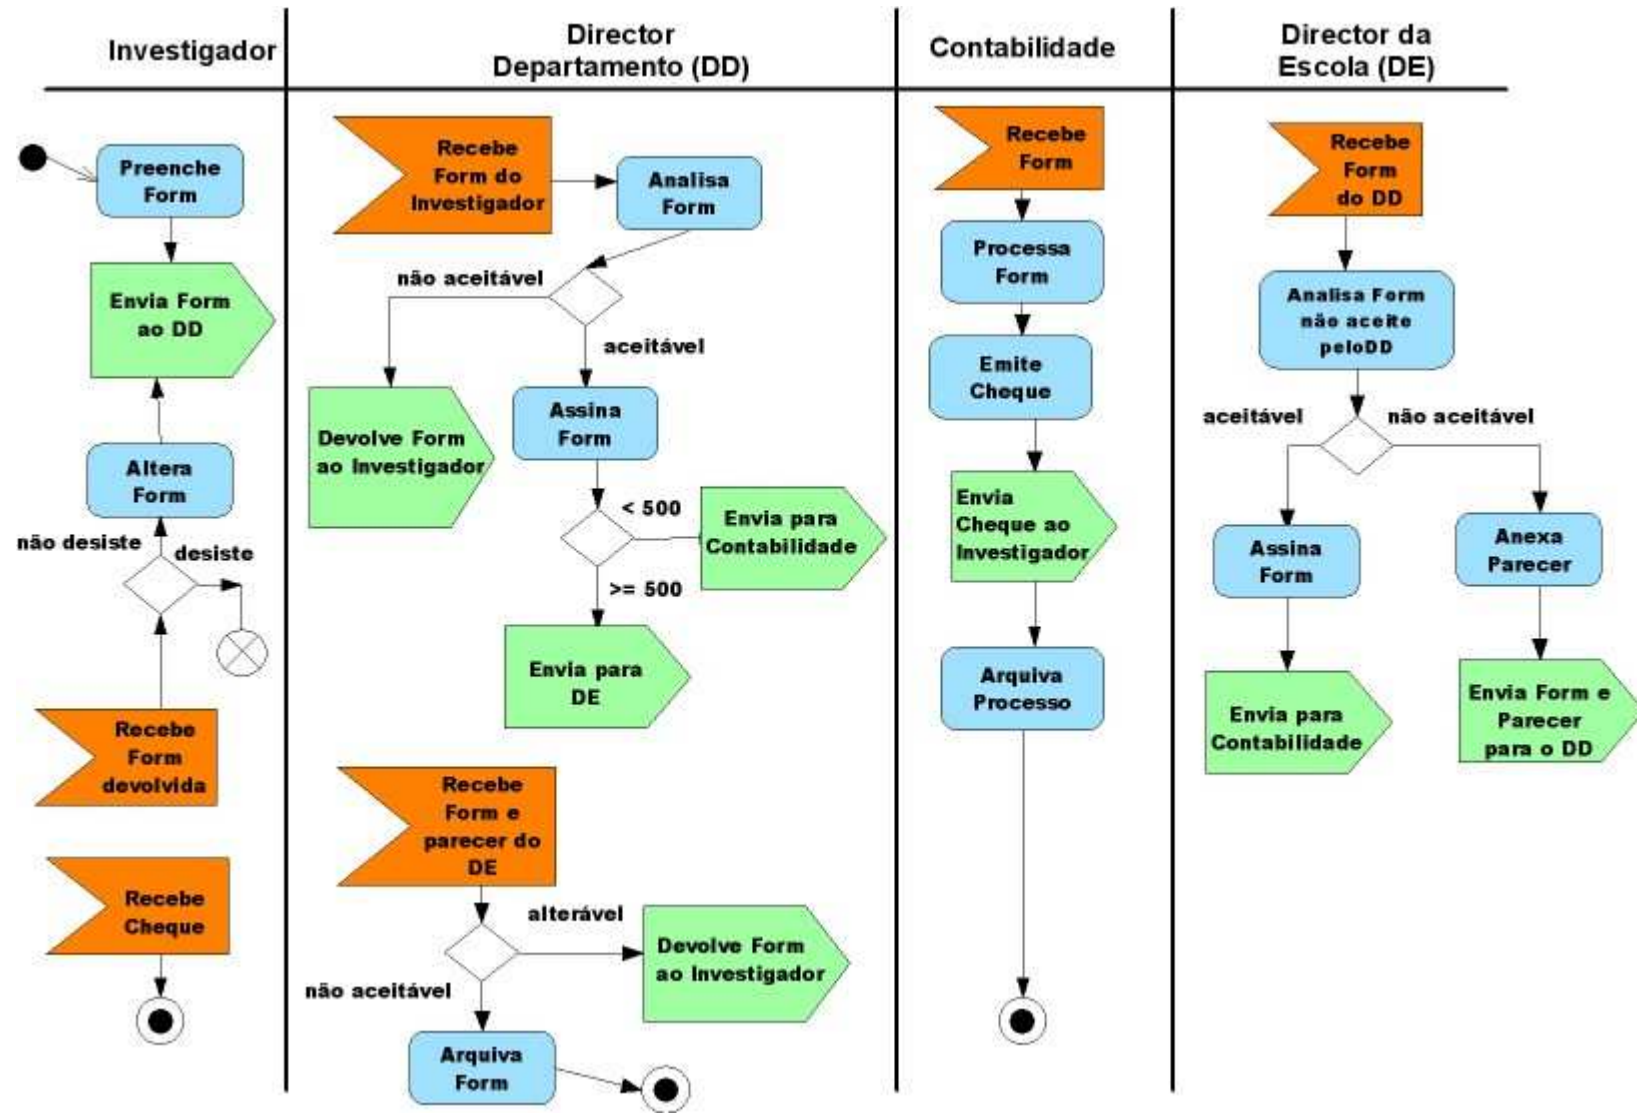 Investigador
Director
Departamento (DD)
Contabilidade
Director da
Escola (DE)
Preenche
Form
Envia Form
ao DD
Altera
Form
não desiste
desiste
Recebe
Form
devolvida
Recebe
Cheque
Recebe
Form do
Investigador
Analisa
Form
não aceitável
aceitável
Devolve Form
ao Investigador
Assina
Form
< 500
Envia para
Contabilidade
>= 500
Envia para
DE
Recebe
Form e
parecer do
DE
alterável
Devolve Form
ao Investigador
não aceitável
Arquiva
Form
Recebe
Form
Processa
Form
Emite
Cheque
Envia
Cheque ao
Investigador
Arquiva
Processo
Recebe
Form
do DD
Analisa Form
não aceite
peloDD
aceitável
não aceitável
Assina
Form
Anexa
Parecer
Envia para
Contabilidade
Envia Form e
Parecer
para o DD